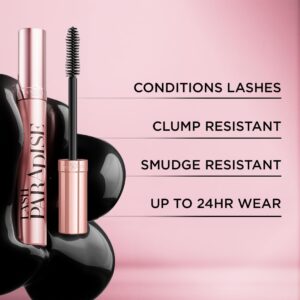 LASH
PARADISE
CONDITIONS LASHES
CLUMP RESISTANT
SMUDGE RESISTANT
UP TO 24HR WEAR